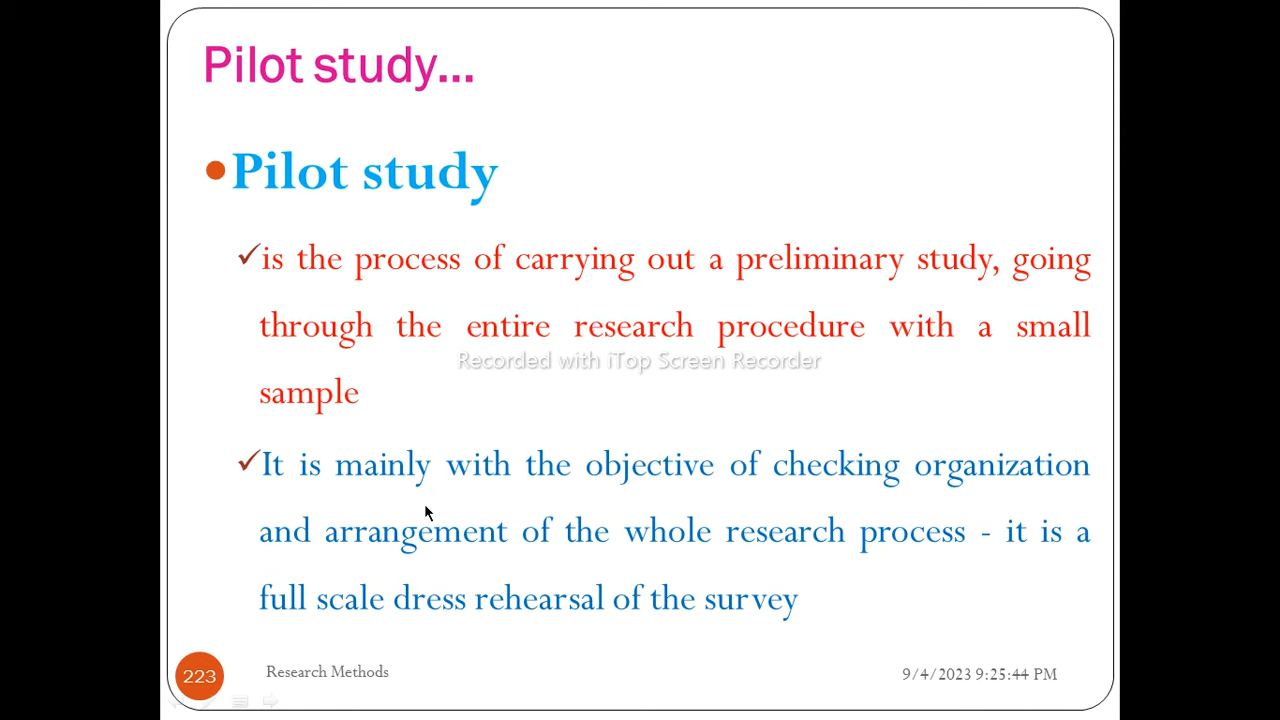 Pilot study...
Pilot study
is the process of carrying out a preliminary study, going
through the entire research procedure with a small
Recorded with iTop Screen Recorder
sample
It is mainly with the objective of checking organization
and arrangement of the whole research process - it is a
full scale dress rehearsal of the survey
223 Research Methods 9/4/2023 9:25:44 PM